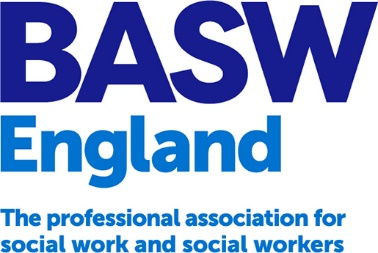 BASW
England
The professional association for
social work and social workers